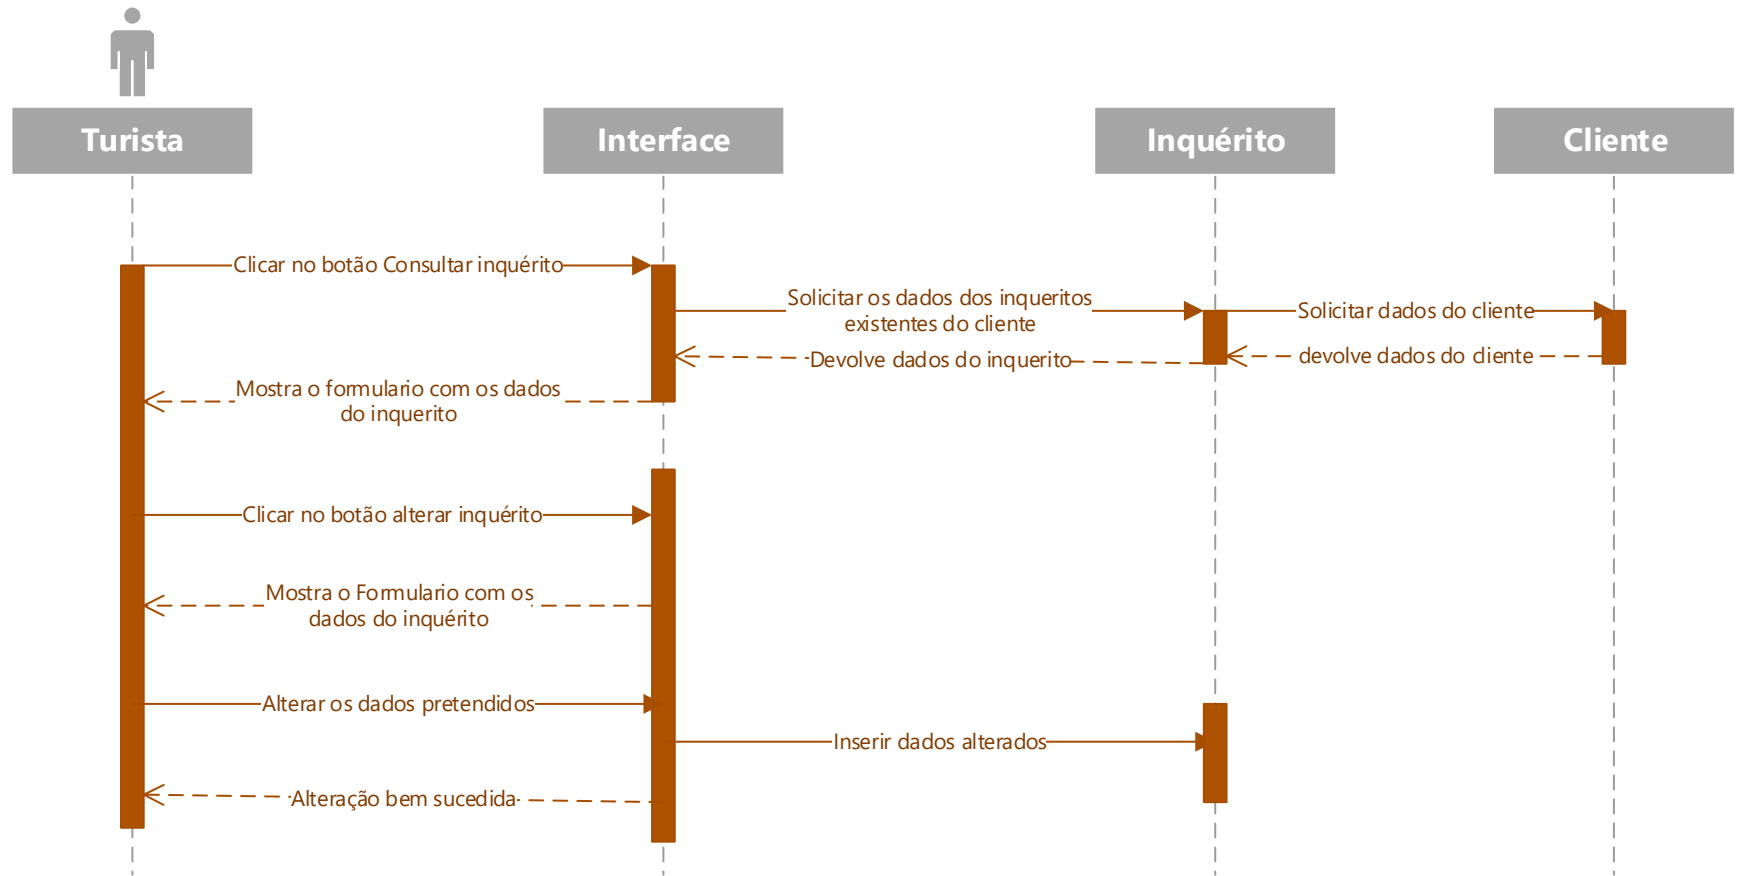 Turista
Interface
Inquérito
Cliente
Clicar no botão Consultar inquérito
Solicitar os dados dos inqueritos
existentes do cliente
Solicitar dados do cliente
Devolve dados do inquerito
devolve dados do cliente
Mostra o formulario com os dados
do inquerito
Clicar no botão alterar inquérito
Mostra o Formulario com os
dados do inquérito
Alterar os dados pretendidos
Inserir dados alterados
Alteração bem sucedida